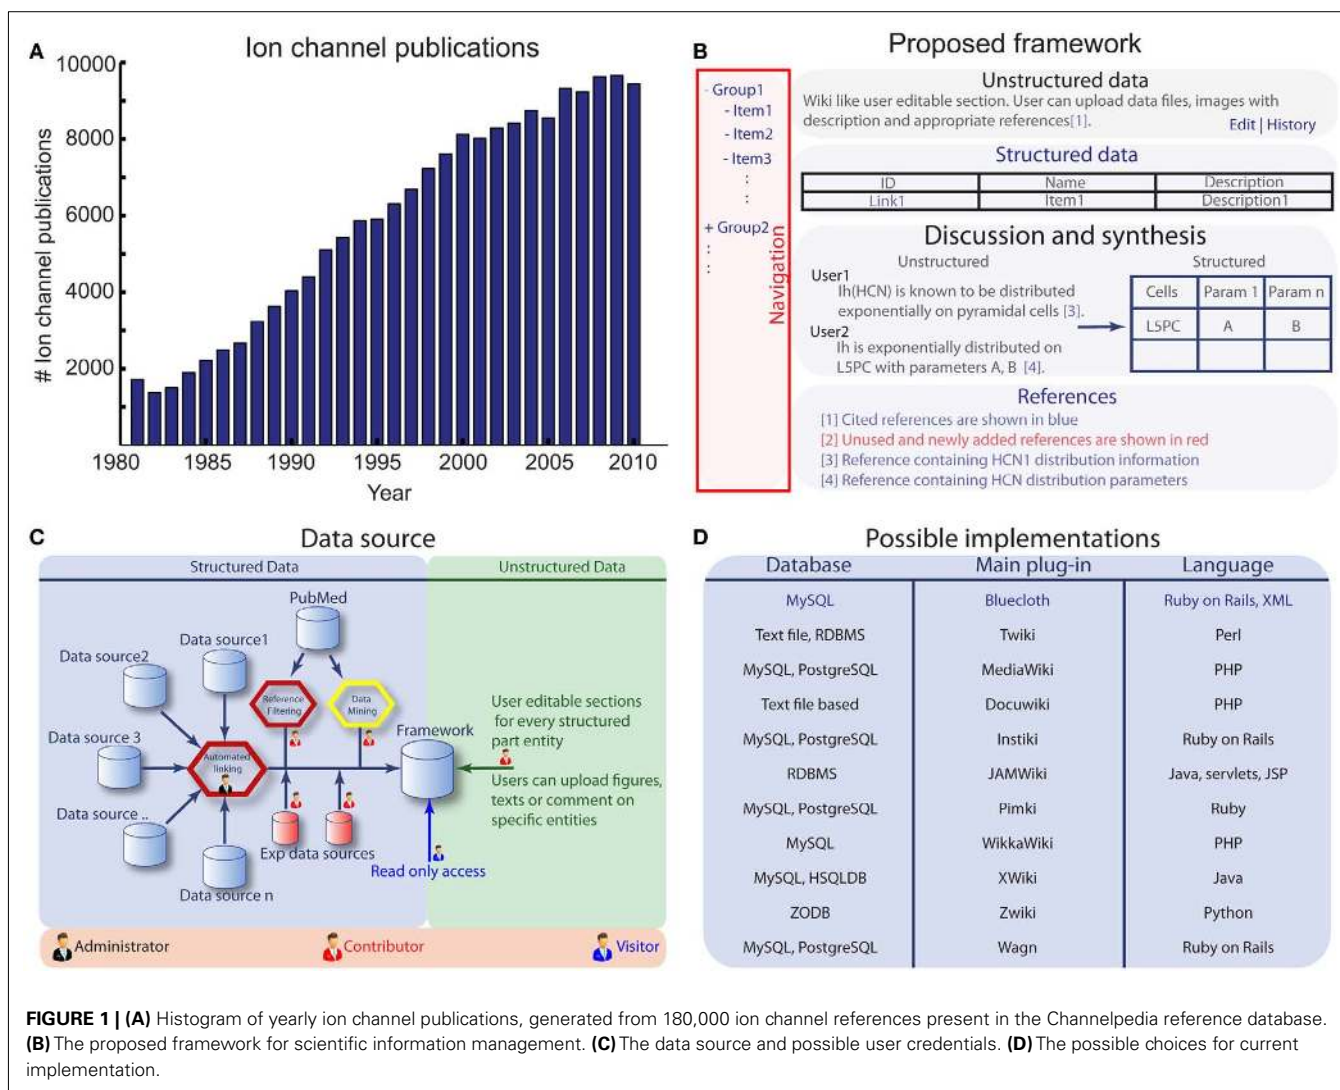 A
Ion channel publications
# Ion channel publications
10000
8000
6000
4000
2000
1980 1985 1990 1995 2000 2005 2010
Year
B
Proposed framework
- Group1
- Item1
- Item2
- Item3
:
:
+ Group2
:
:
Navigation
Unstructured data
Wiki like user editable section. User can upload data files, images with
description and appropriate references[1].
Edit | History
Structured data
ID Name Description
Link1 Item1 Description1
Discussion and synthesis
Unstructured
User1
Ih(HCN) is known to be distributed
exponentially on pyramidal cells [3].
User2
Ih is exponentially distributed on
L5PC with parameters A, B [4].
Structured
Cells Param 1 Param n
L5PC A B
References
[1] Cited references are shown in blue
[2] Unused and newly added references are shown in red
[3] Reference containing HCN1 distribution information
[4] Reference containing HCN distribution parameters
C
Data source
Structured Data
Unstructured Data
PubMed
Data source1
Data source2
Data source 3
Data source ..
Data source n
Reference
Filtering
Data
Mining
Automated
linking
Framework
Exp data sources
Read only access
User editable sections
for every structured
part entity
Users can upload figures,
texts or comment on
specific entities
Administrator
Contributor
Visitor
D
Possible implementations
Database Main plug-in Language
MySQL Bluecloth Ruby on Rails, XML
Text file, RDBMS Twiki Perl
MySQL, PostgreSQL MediaWiki PHP
Text file based Docuwiki PHP
MySQL, PostgreSQL Instiki Ruby on Rails
RDBMS JAMWiki Java, servlets, JSP
MySQL, PostgreSQL Pimki Ruby
MySQL WikkaWiki PHP
MySQL, HSQLDB XWiki Java
ZODB Zwiki Python
MySQL, PostgreSQL Wagn Ruby on Rails
FIGURE 1 | (A) Histogram of yearly ion channel publications, generated from 180,000 ion channel references present in the Channelpedia reference database.
(B) The proposed framework for scientific information management. (C) The data source and possible user credentials. (D) The possible choices for current
implementation.